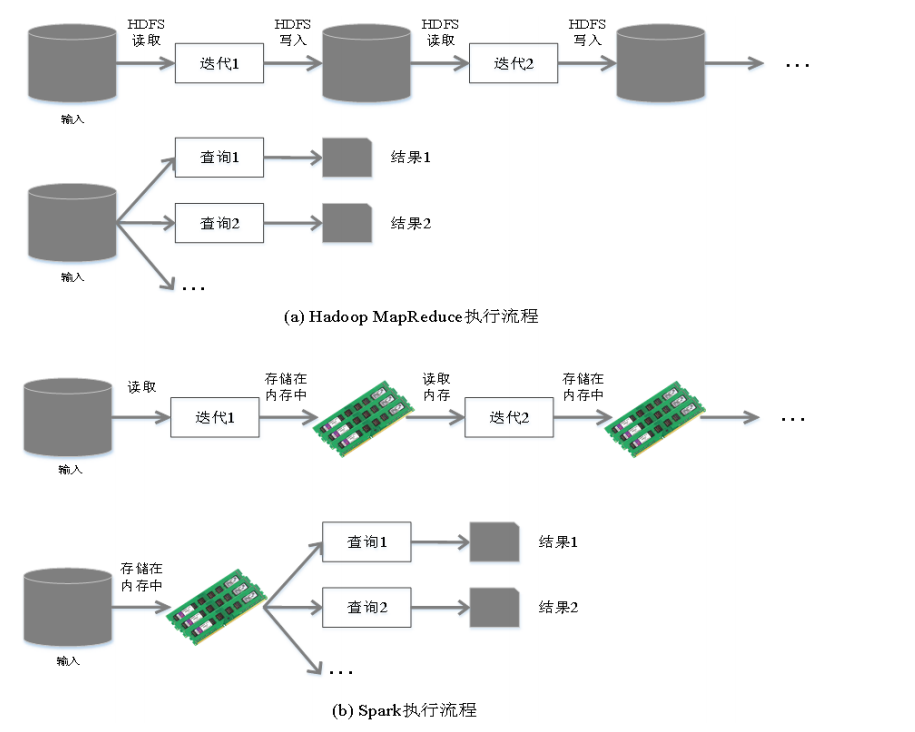 HDFS
读取
HDFS
写入
HDFS
读取
HDFS
写入
迭代1
迭代2
...
输入
查询1
结果1
查询2
结果2
输入
...
(a) Hadoop MapReduce执行流程
读取
存储在
内存中
读取
内存
存储在
内存中
迭代1
迭代2
...
输入
存储在
内存中
查询1
结果1
查询2
结果2
输入
...
(b) Spark执行流程